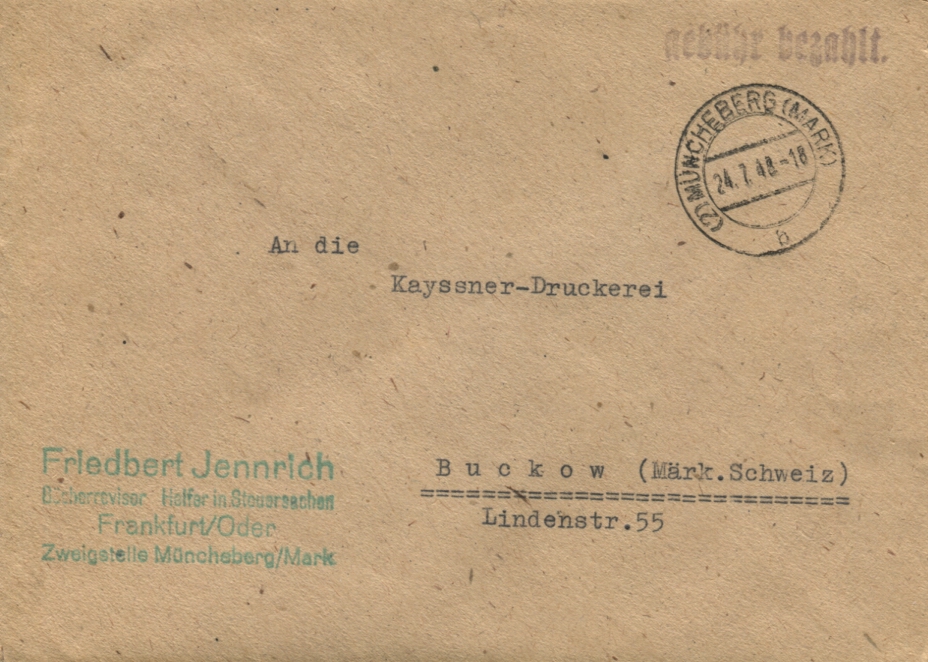 gebühr bezahlt.
(2) MÜNCHEBERG (MARK)
24.7.48-18
b
An die
Kayssner-Druckerei
B u c k o w (Märk.Schweiz)
Lindenstr.55
Friedbert Jennrich
Bücherrevisor Helfer in Steuersachen
Frankfurt/Oder
Zweigstelle Müncheberg/Mark